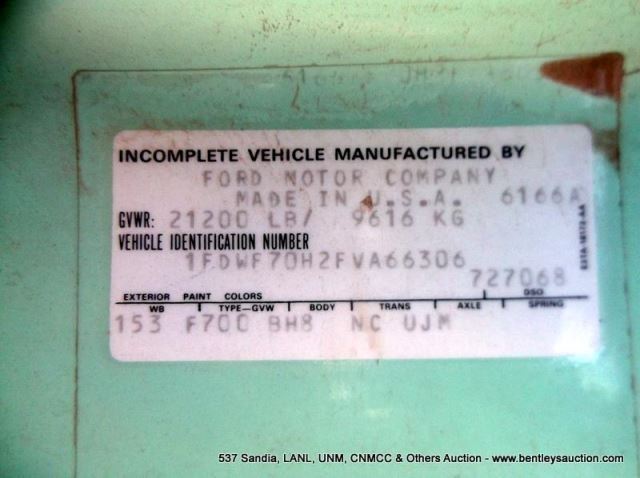 INCOMPLETE VEHICLE MANUFACTURED BY
FORD MOTOR COMPANY
MADE IN U.S.A. 6166A
GVWR: 21200 LB/ 9616 KG
VEHICLE IDENTIFICATION NUMBER
1FDWF70H2FVA66306
727068
EXTERIOR PAINT COLORS DSO
WB TYPE-GVW BODY TRANS AXLE SPRING
153 F700 BH8 NC UJM
537 Sandia, LANL, UNM, CNMCC & Others Auction - www.bentleysauction.com